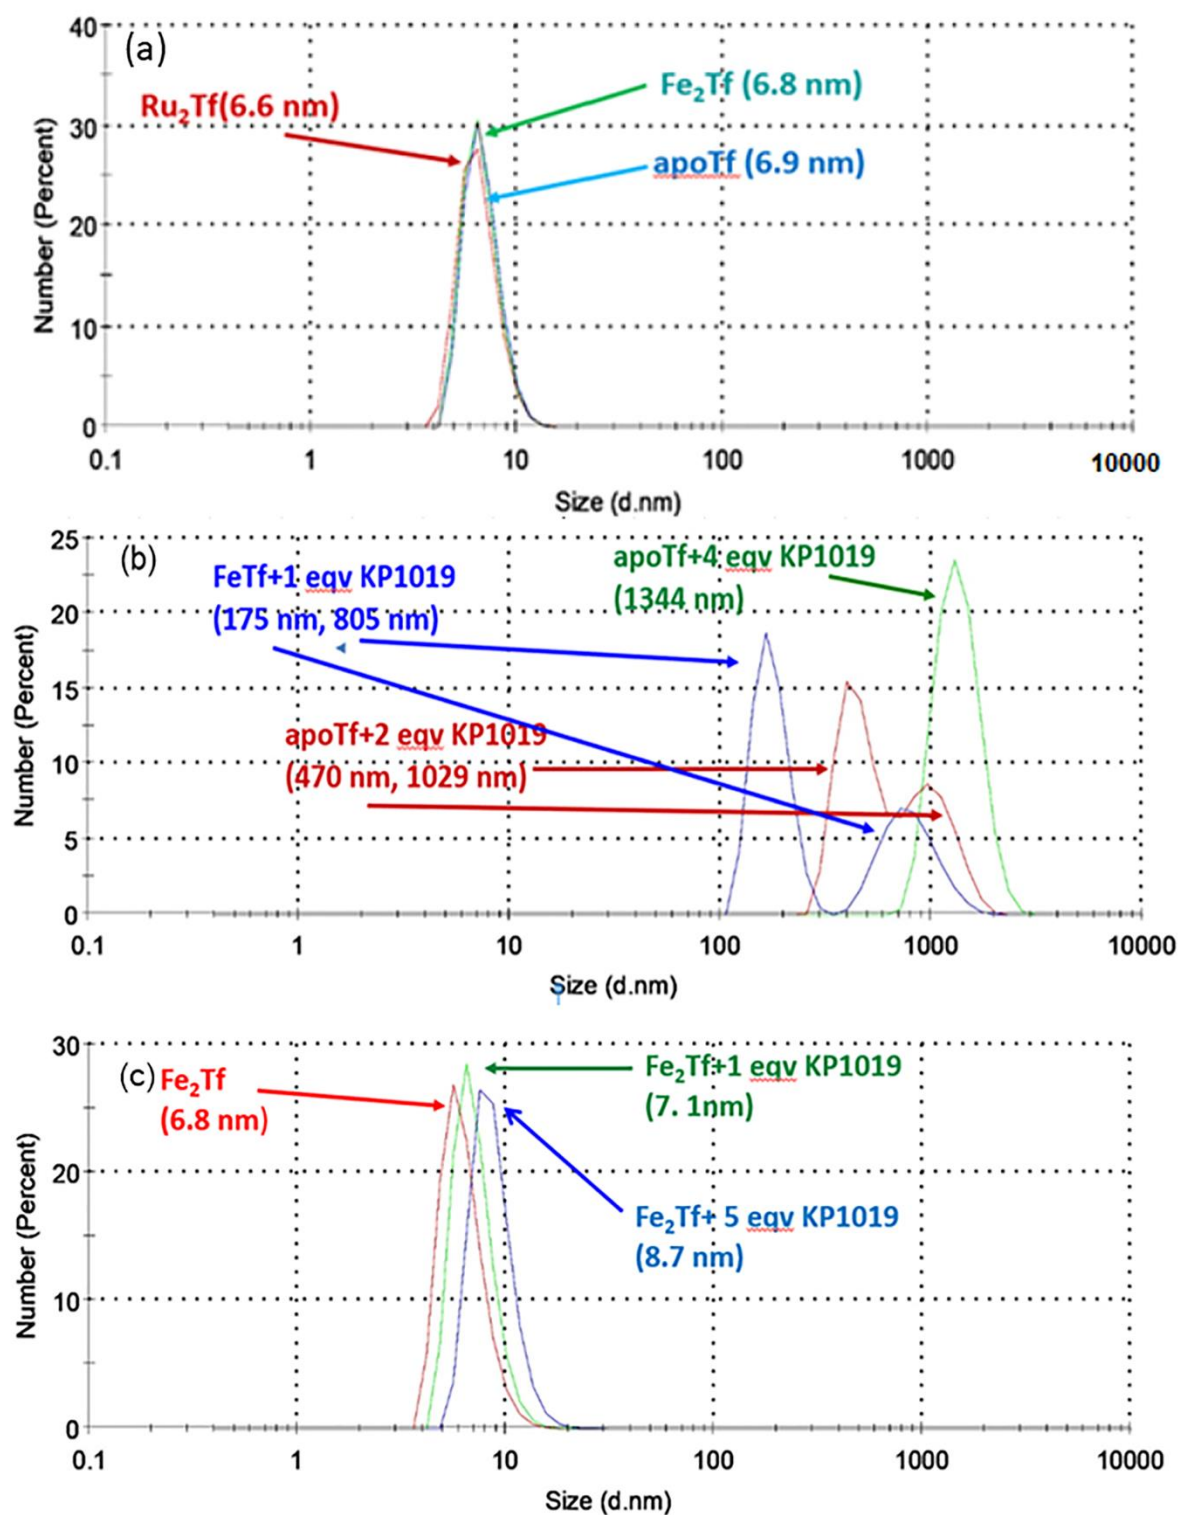 (a)
40
30
20
10
0
Number (Percent)
Ru₂Tf(6.6 nm)
Fe₂Tf (6.8 nm)
apoTf (6.9 nm)
0.1 1 10 100 1000 10000
Size (d.nm)
(b)
25
20
15
10
5
0
Number (Percent)
FeTf+1 eqv KP1019
(175 nm, 805 nm)
apoTf+4 eqv KP1019
(1344 nm)
apoTf+2 eqv KP1019
(470 nm, 1029 nm)
0.1 1 10 100 1000 10000
Size (d.nm)
(c)
30
20
10
0
Number (Percent)
Fe₂Tf
(6.8 nm)
Fe₂Tf+1 eqv KP1019
(7. 1nm)
Fe₂Tf+ 5 eqv KP1019
(8.7 nm)
0.1 1 10 100 1000 10000
Size (d.nm)